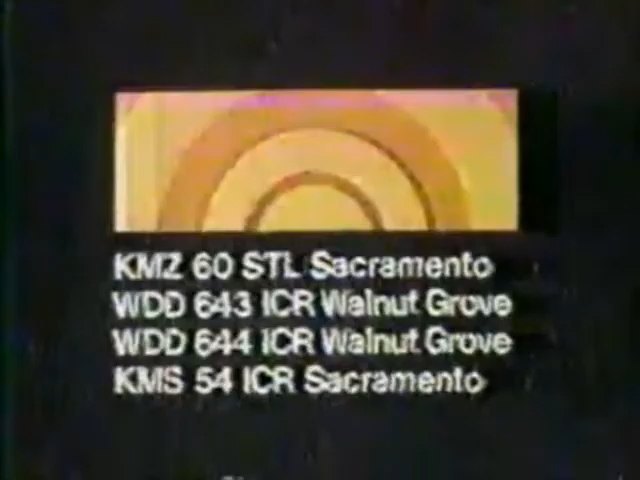 KMZ 60 STL Sacramento
WDD 643 ICR Walnut Grove
WDD 644 ICR Walnut Grove
KMS 54 ICR Sacramento